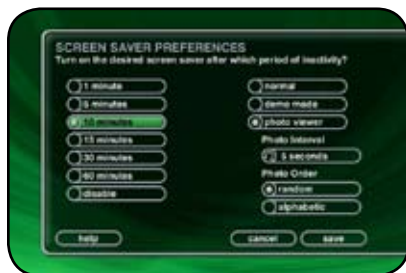 SCREEN SAVER PREFERENCES
Turn on the desired screen saver after which period of inactivity?
1 minute
5 minutes
10 minutes
15 minutes
30 minutes
60 minutes
disable
normal
demo mode
photo viewer
Photo Interval
5 seconds
Photo Order
random
alphabetic
help
cancel
save